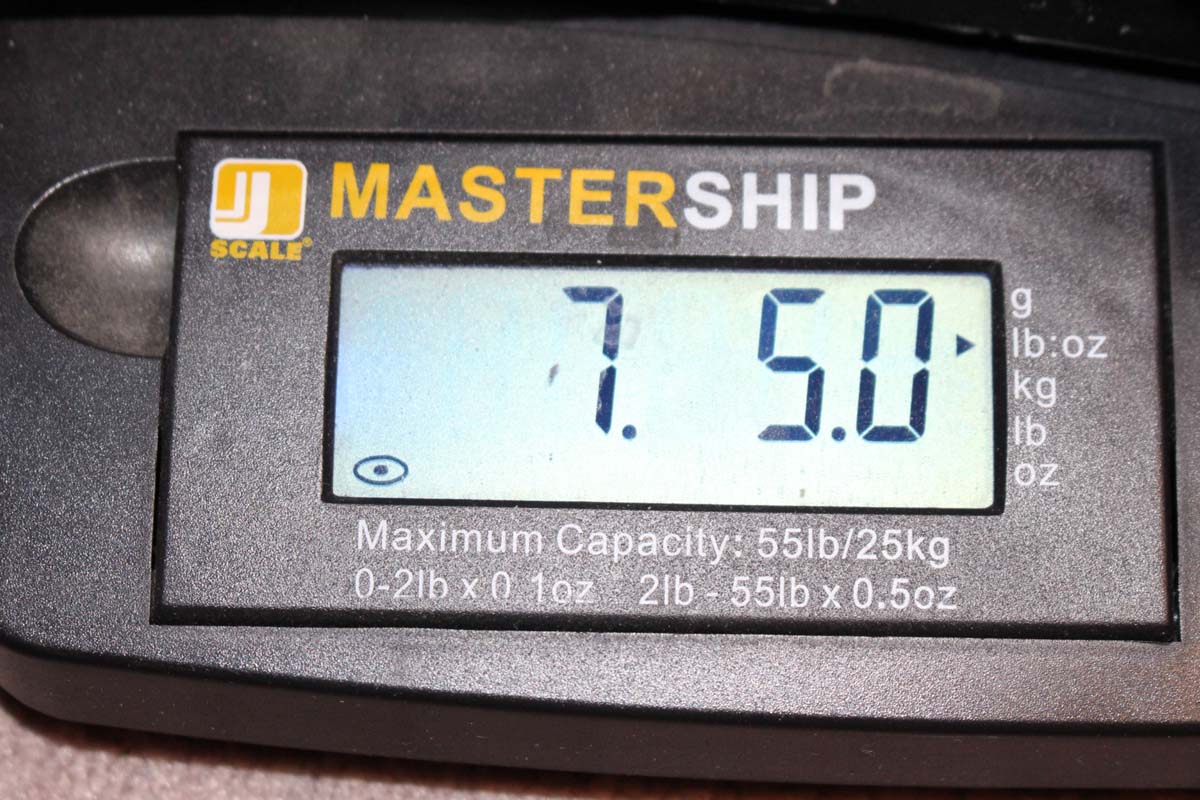 MASTERSHIP
SCALE®
7. 5.0
g
lb:oz
kg
lb
oz
Maximum Capacity: 55lb/25kg
0-2lb x 0 1oz 2lb - 55lb x 0.5oz